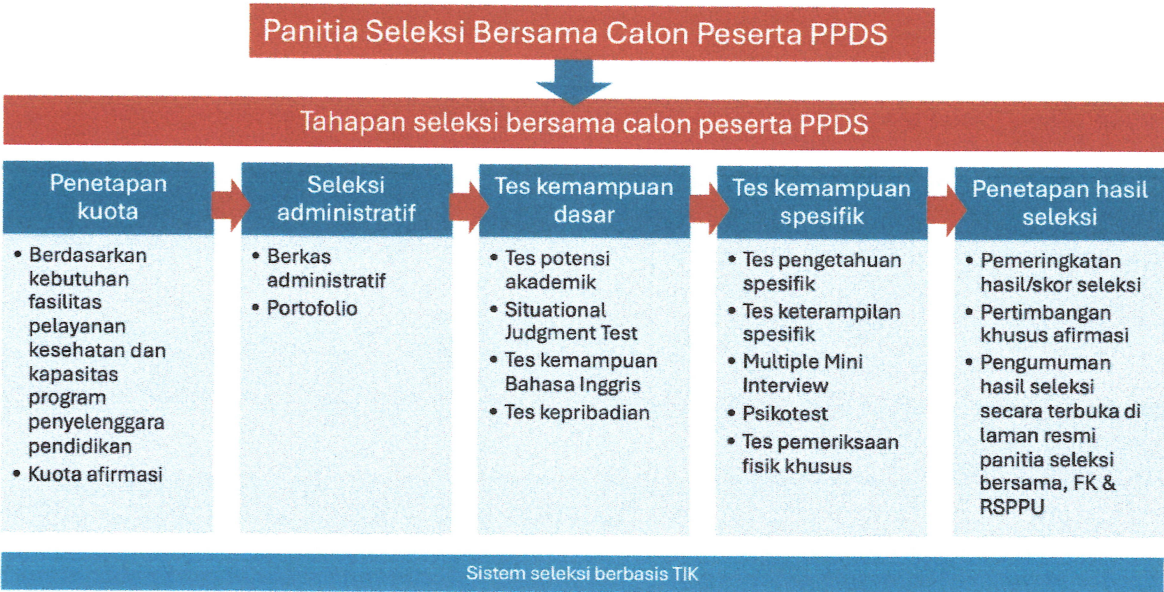 Panitia Seleksi Bersama Calon Peserta PPDS
Tahapan seleksi bersama calon peserta PPDS
Penetapan
kuota
• Berdasarkan
kebutuhan
fasilitas
pelayanan
kesehatan dan
kapasitas
program
penyelenggara
pendidikan
• Kuota afirmasi
Seleksi
administratif
• Berkas
administratif
• Portofolio
Tes kemampuan
dasar
• Tes potensi
akademik
• Situational
Judgment Test
• Tes kemampuan
Bahasa Inggris
• Tes kepribadian
Tes kemampuan
spesifik
• Tes pengetahuan
spesifik
• Tes keterampilan
spesifik
• Multiple Mini
Interview
• Psikotest
• Tes pemeriksaan
fisik khusus
Penetapan hasil
seleksi
• Pemeringkatan
hasil/skor seleksi
• Pertimbangan
khusus afirmasi
• Pengumuman
hasil seleksi
secara terbuka di
laman resmi
panitia seleksi
bersama, FK &
RSPPU
Sistem seleksi berbasis TIK